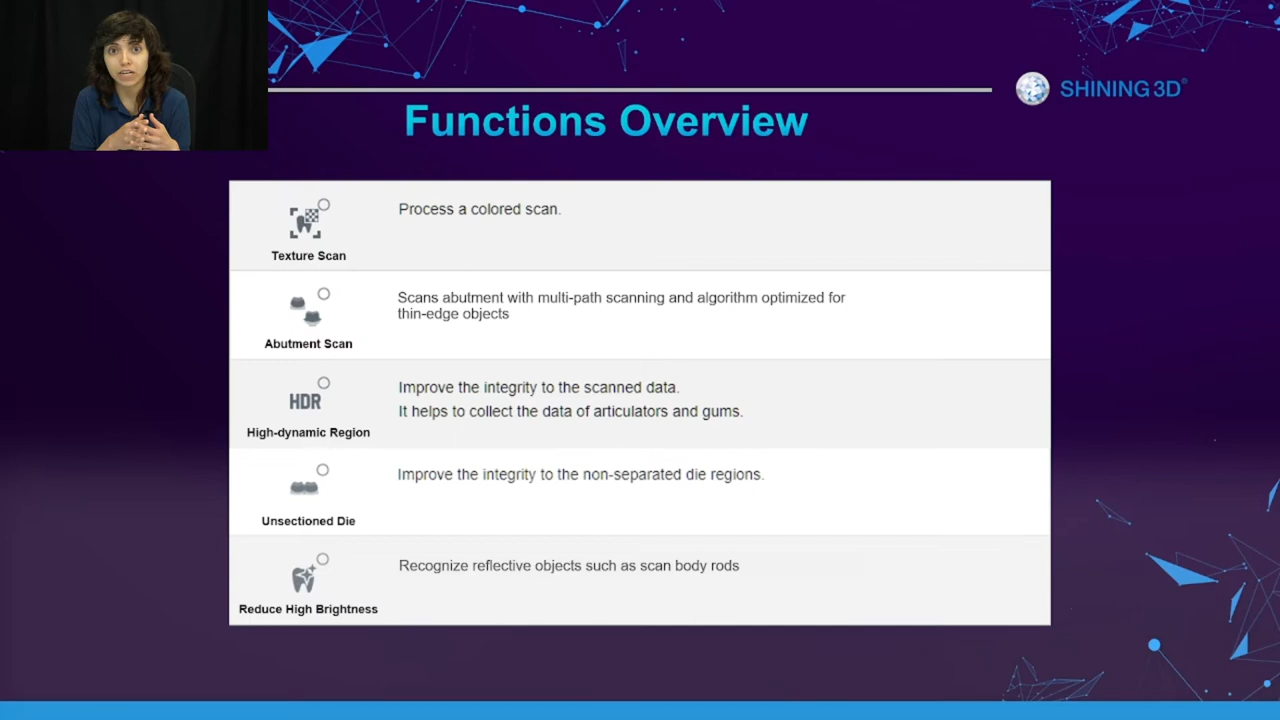 SHINING 3D®
Functions Overview
Texture Scan
Process a colored scan.
Abutment Scan
Scans abutment with multi-path scanning and algorithm optimized for
thin-edge objects
HDR
High-dynamic Region
Improve the integrity to the scanned data.
It helps to collect the data of articulators and gums.
Unsectioned Die
Improve the integrity to the non-separated die regions.
Reduce High Brightness
Recognize reflective objects such as scan body rods